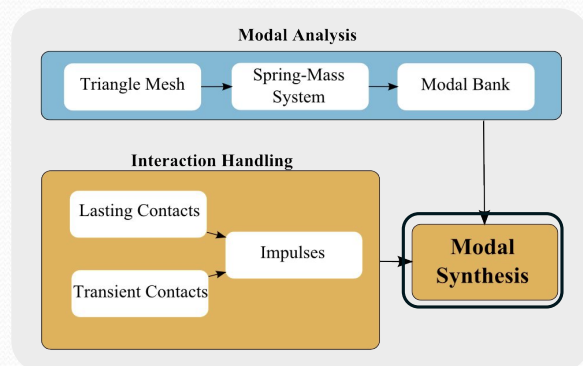 Modal Analysis
Triangle Mesh
Spring-Mass
System
Modal Bank
Interaction Handling
Lasting Contacts
Impulses
Transient Contacts
Modal
Synthesis